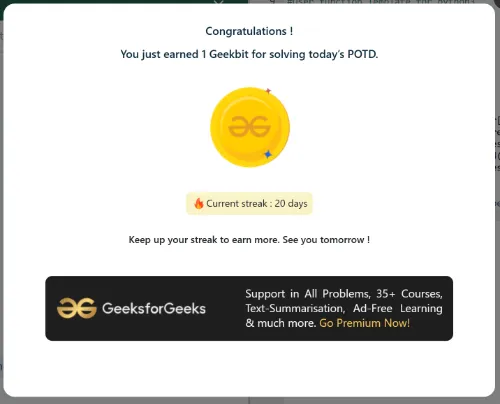 Congratulations !
You just earned 1 Geekbit for solving today's POTD.
Current streak : 20 days
Keep up your streak to earn more. See you tomorrow !
GeeksforGeeks
Support in All Problems, 35+ Courses,
Text-Summarisation, Ad-Free Learning
& much more. Go Premium Now!